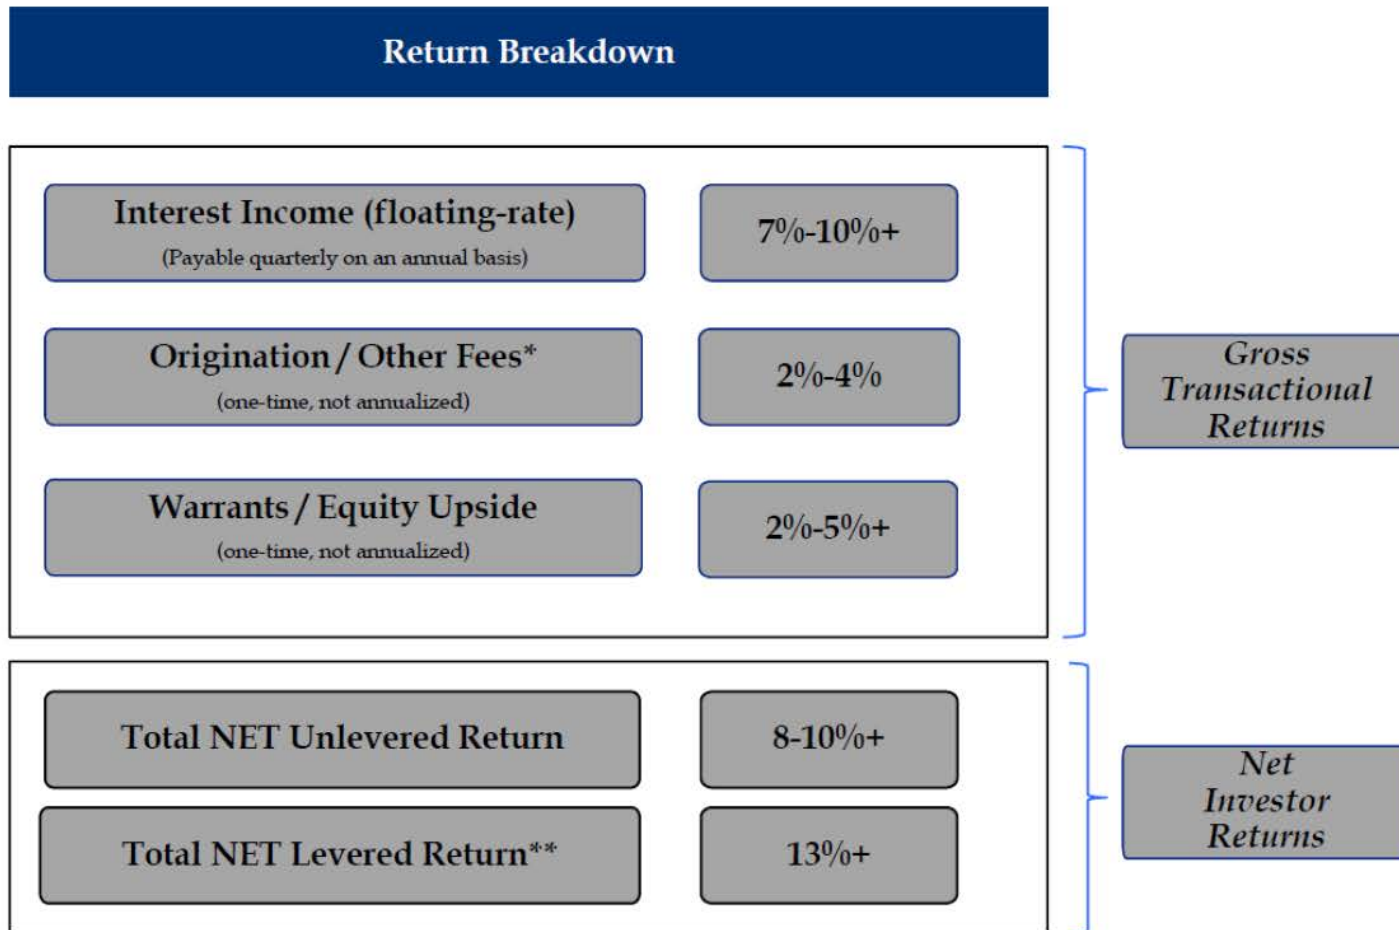 Return Breakdown
Interest Income (floating-rate)
(Payable quarterly on an annual basis)
7%-10%+
Origination / Other Fees*
(one-time, not annualized)
2%-4%
Warrants / Equity Upside
(one-time, not annualized)
2%-5%+
Gross
Transactional
Returns
Total NET Unlevered Return
8-10%+
Total NET Levered Return**
13%+
Net
Investor
Returns